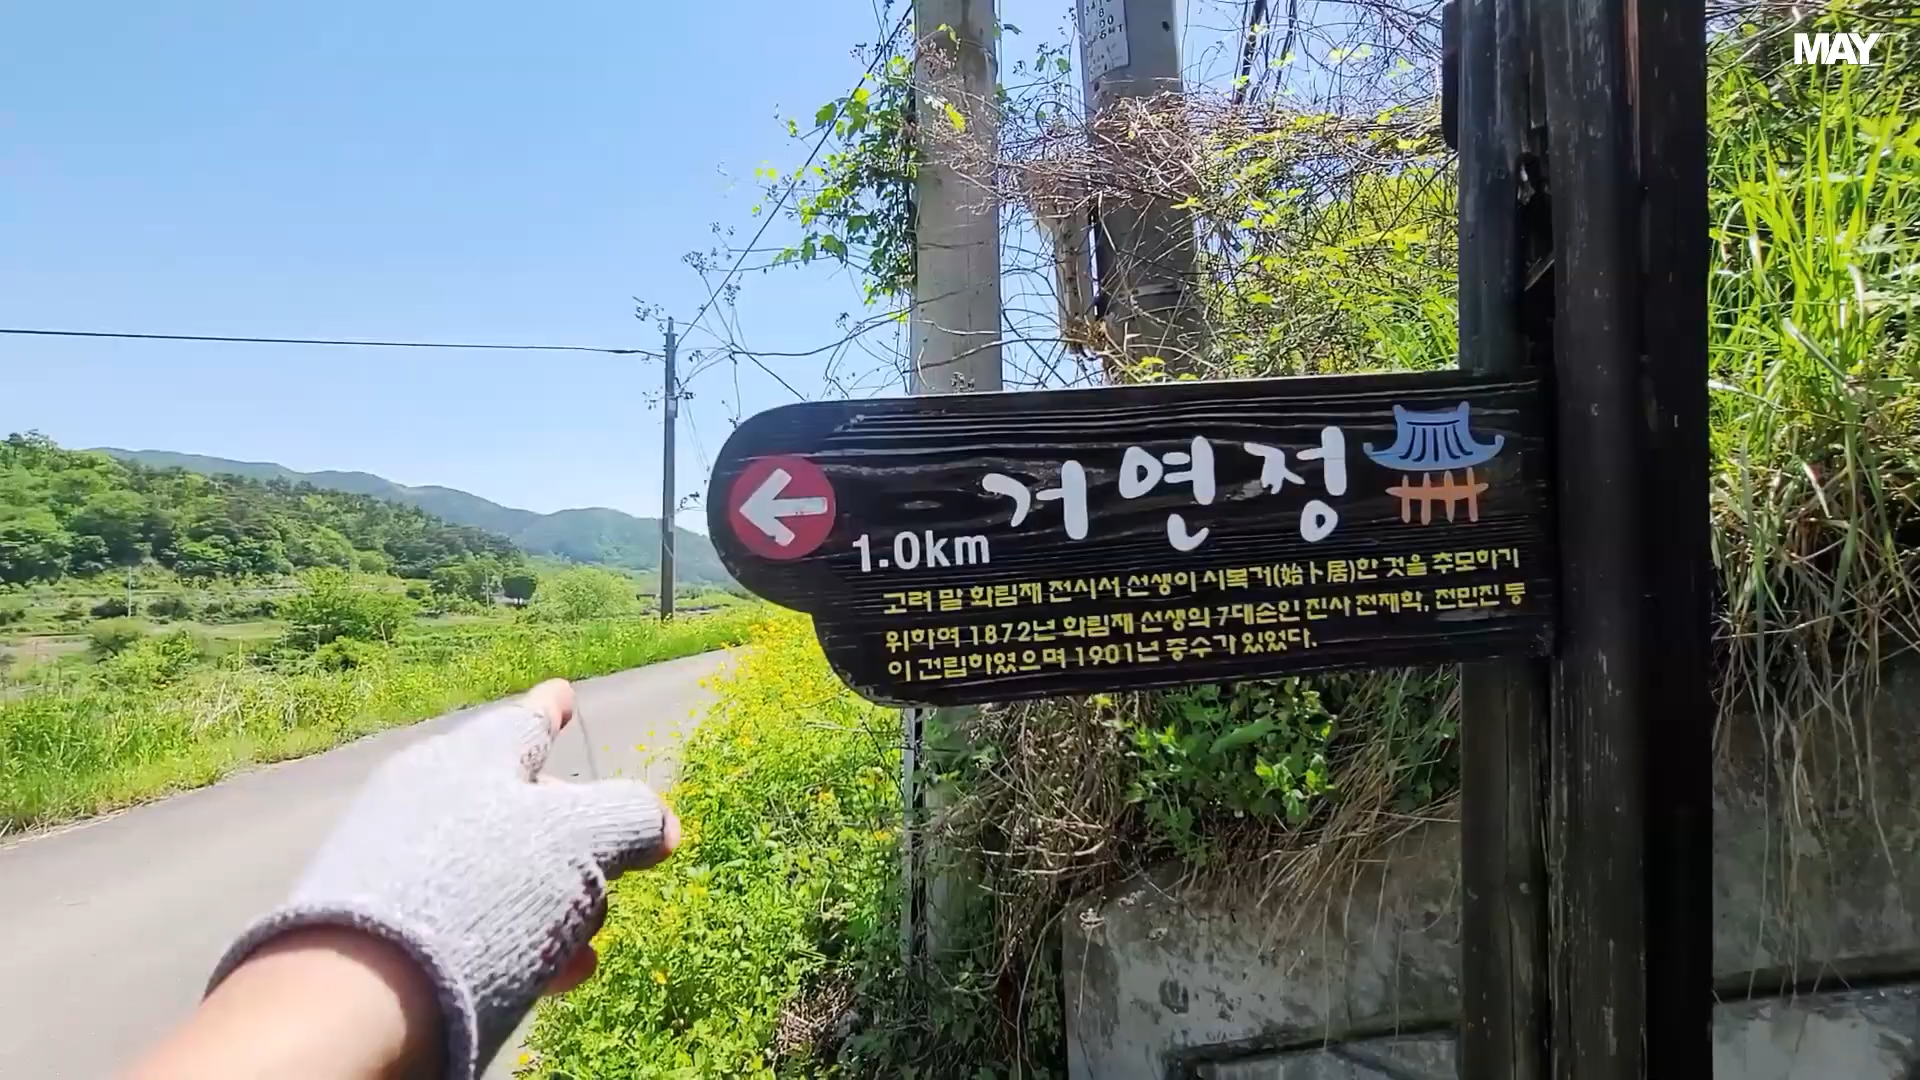 MAY
거연정
1.0km
고려 말 화림재 전시서 선생이 시복거(始卜居)한 것을 추모하기
위하여 1872년 화림재 선생의 7대손인 진사 전재학, 전민진 등
이 건립하였으며 1901년 중수가 있었다.